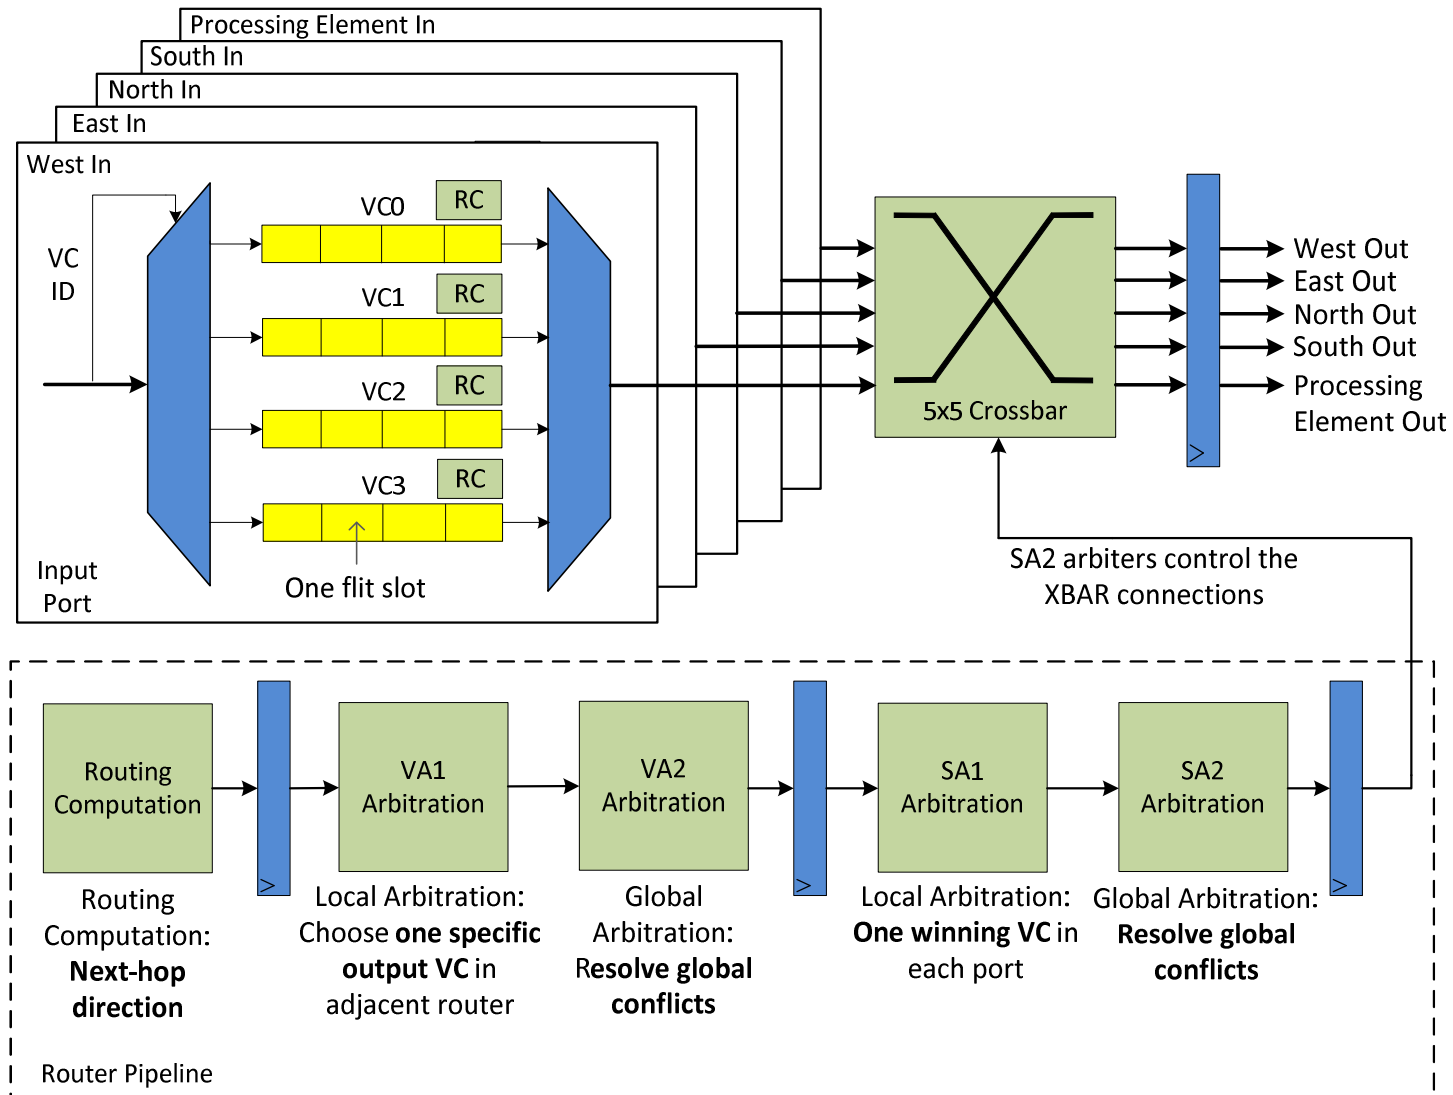 Processing Element In
South In
North In
East In
West In
VC
ID
VC0
RC
VC1
RC
VC2
RC
VC3
RC
One flit slot
Input
Port
5x5 Crossbar
West Out
East Out
North Out
South Out
Processing
Element Out
>
SA2 arbiters control the
XBAR connections
Routing
Computation
>
VA1
Arbitration
VA2
Arbitration
>
SA1
Arbitration
SA2
Arbitration
>
Routing
Computation:
Next-hop
direction
Local Arbitration:
Choose one specific
output VC in
adjacent router
Global
Arbitration:
Resolve global
conflicts
Local Arbitration:
One winning VC in
each port
Global Arbitration:
Resolve global
conflicts
Router Pipeline